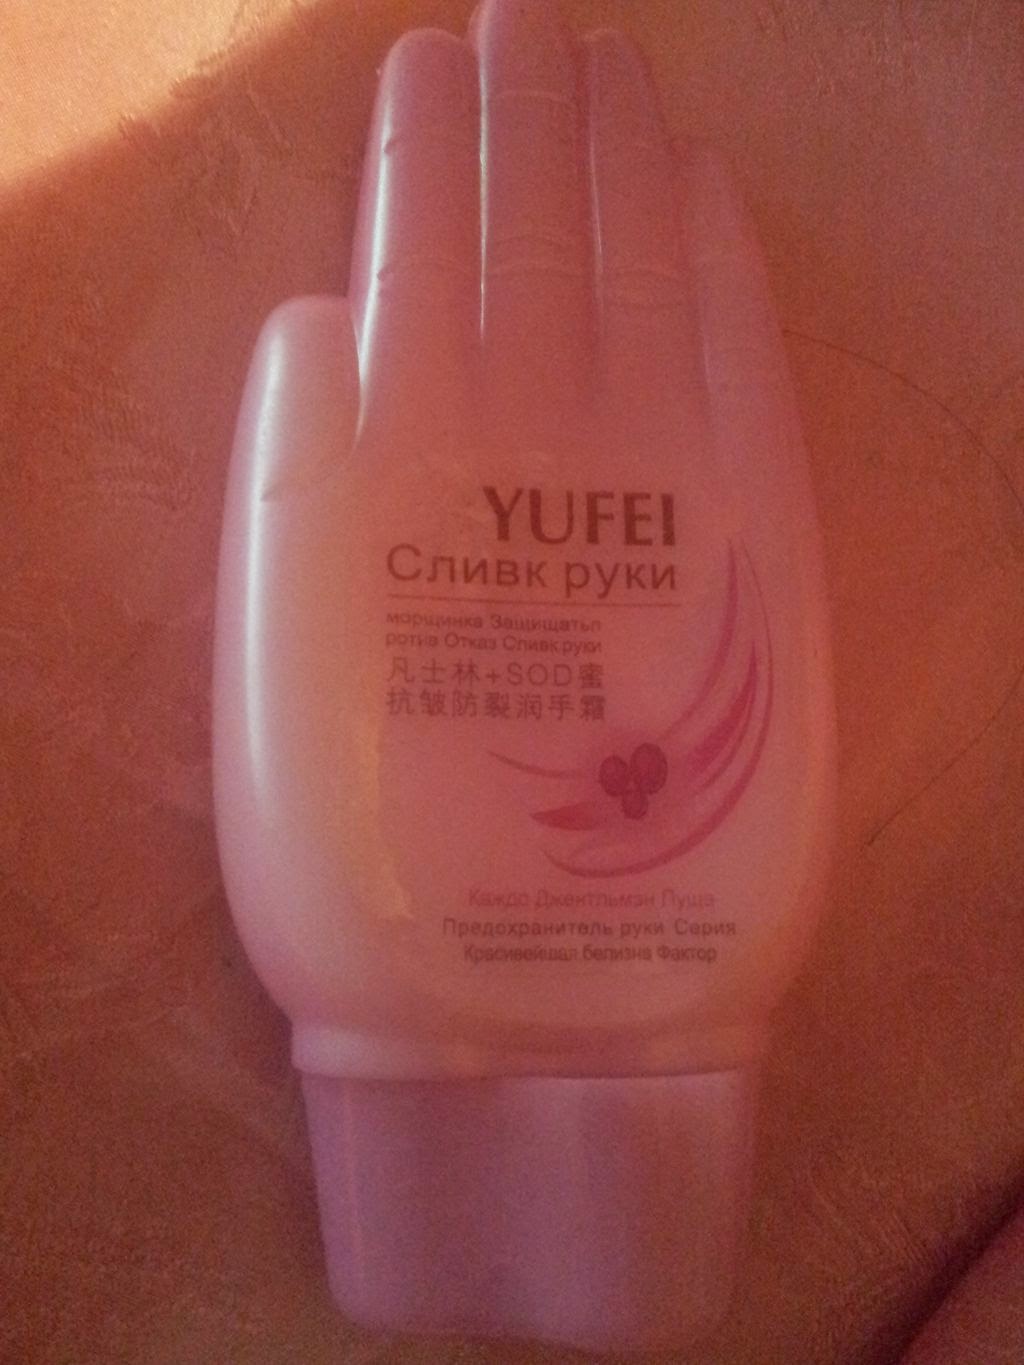 YUFEI
Сливк руки
морщинка Защищатьп
ротив Отказ Сливк руки
凡士林+SOD蜜
抗皱防裂润手霜
Каждо Джентльмэн Пуща
Предохранитель руки Серия
Красивейшая белизна Фактор